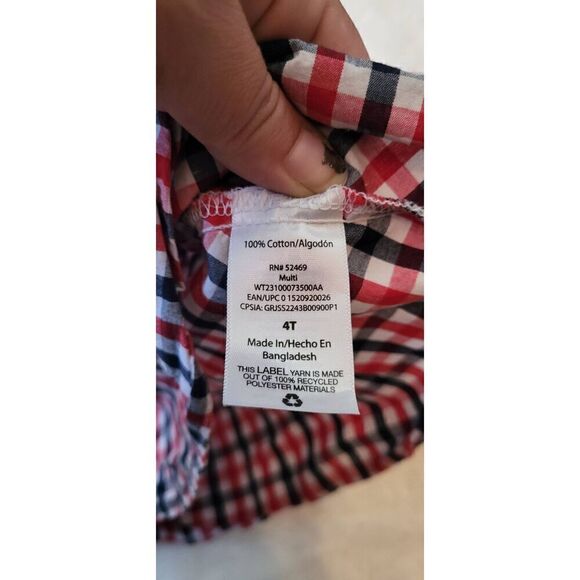 100% Cotton/Algodón
RN# 52469
Multi
WT23100073500AA
EAN/UPC 0 1520920026
CPSIA: GRJSS2243B00900P1
4T
Made In/Hecho En
Bangladesh
THIS LABEL YARN IS MADE
OUT OF 100% RECYCLED
POLYESTER MATERIALS